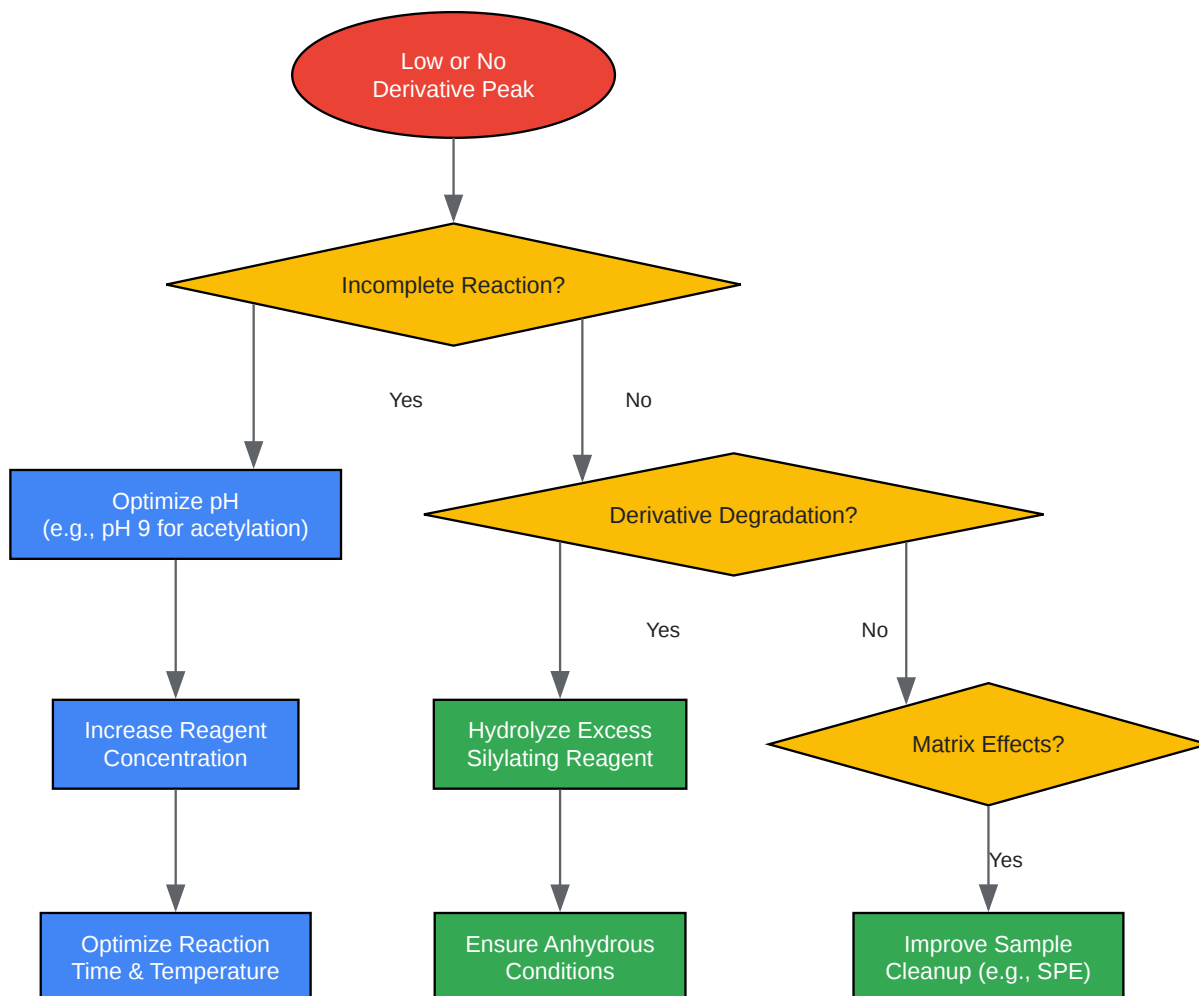 Low or No
Derivative Peak
Incomplete Reaction?
Yes
No
Optimize pH
(e.g., pH 9 for acetylation)
Derivative Degradation?
Yes
No
Increase Reagent
Concentration
Hydrolyze Excess
Silylating Reagent
Matrix Effects?
Yes
Optimize Reaction
Time & Temperature
Ensure Anhydrous
Conditions
Improve Sample
Cleanup (e.g., SPE)